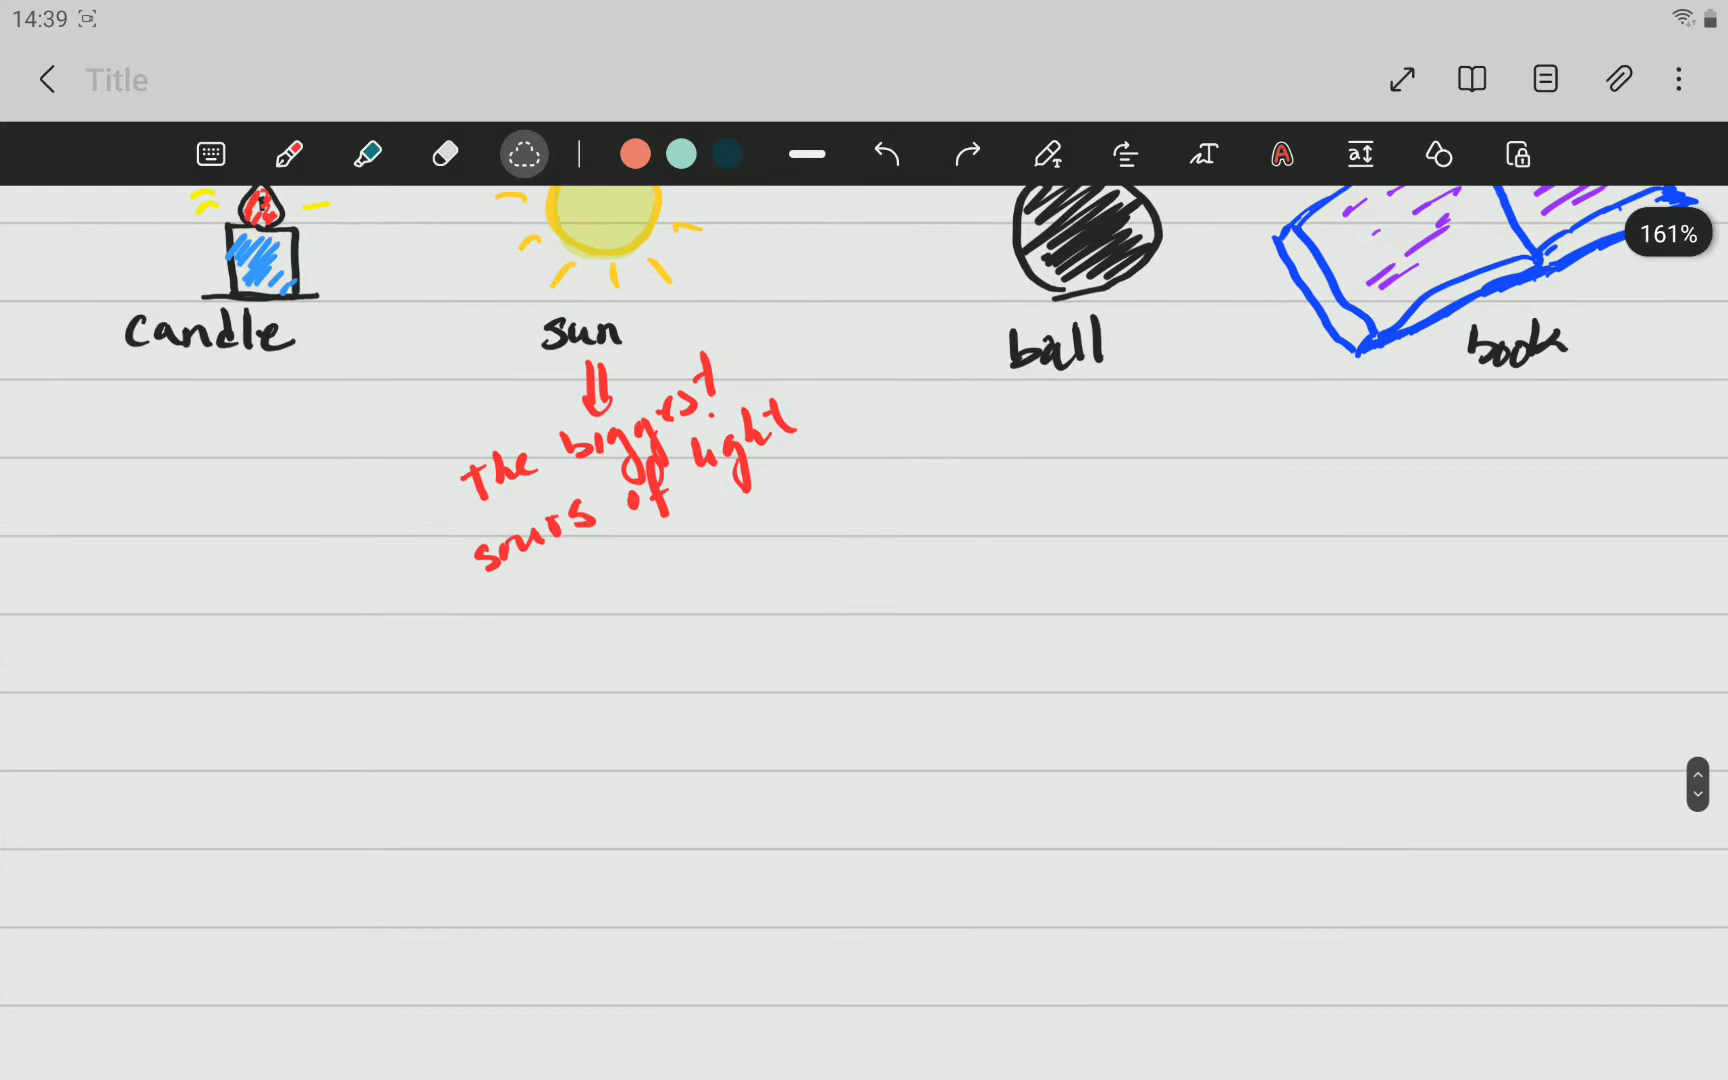 14:39
Title
161%
candle
sun
ball
book
the biggest
sours of light